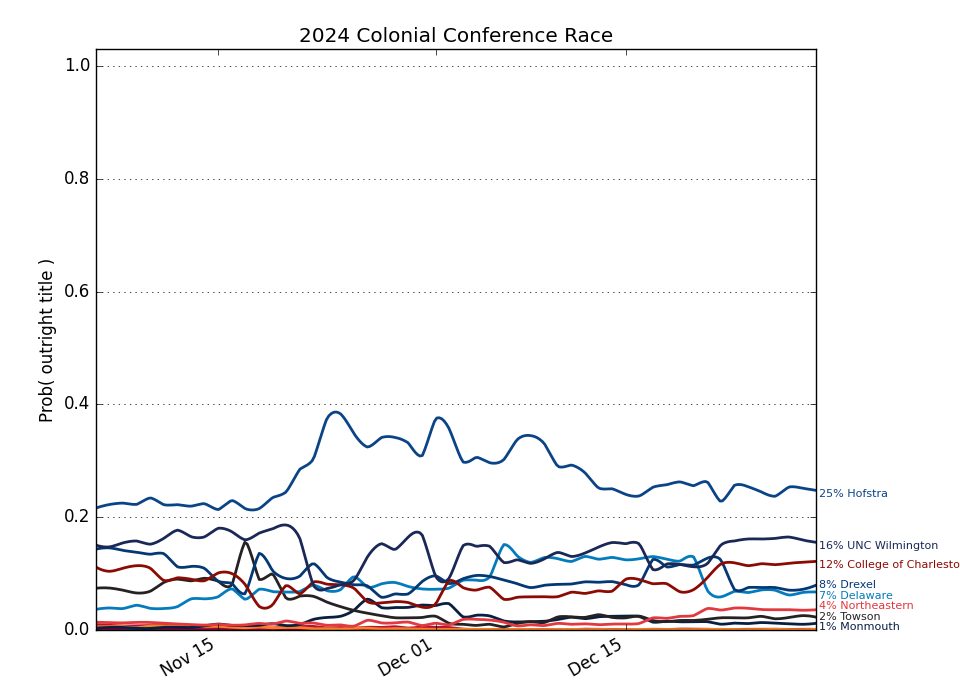 2024 Colonial Conference Race
Prob( outright title )
1.0
0.8
0.6
0.4
0.2
0.0
Nov 15
Dec 01
Dec 15
25% Hofstra
16% UNC Wilmington
12% College of Charlesto
8% Drexel
7% Delaware
4% Northeastern
2% Towson
1% Monmouth